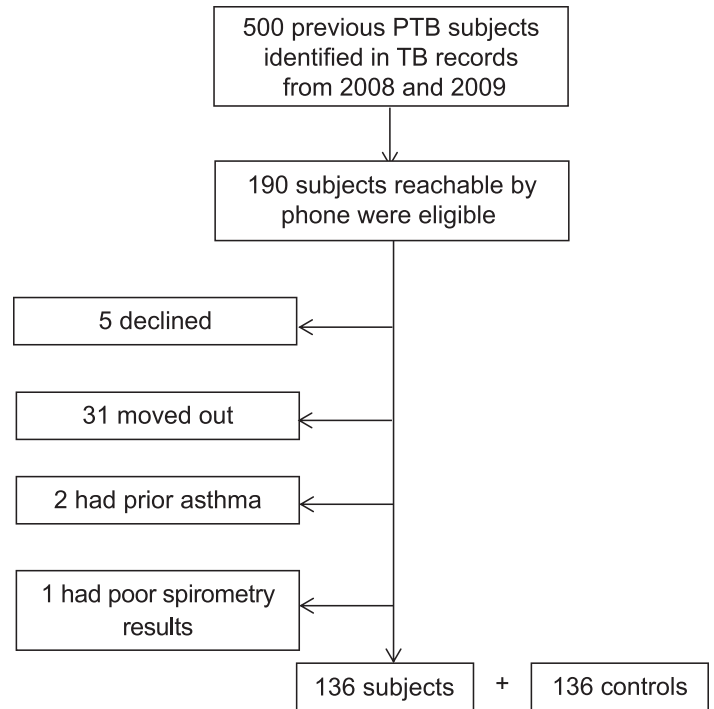 500 previous PTB subjects
identified in TB records
from 2008 and 2009
190 subjects reachable by
phone were eligible
5 declined
31 moved out
2 had prior asthma
1 had poor spirometry
results
136 subjects + 136 controls